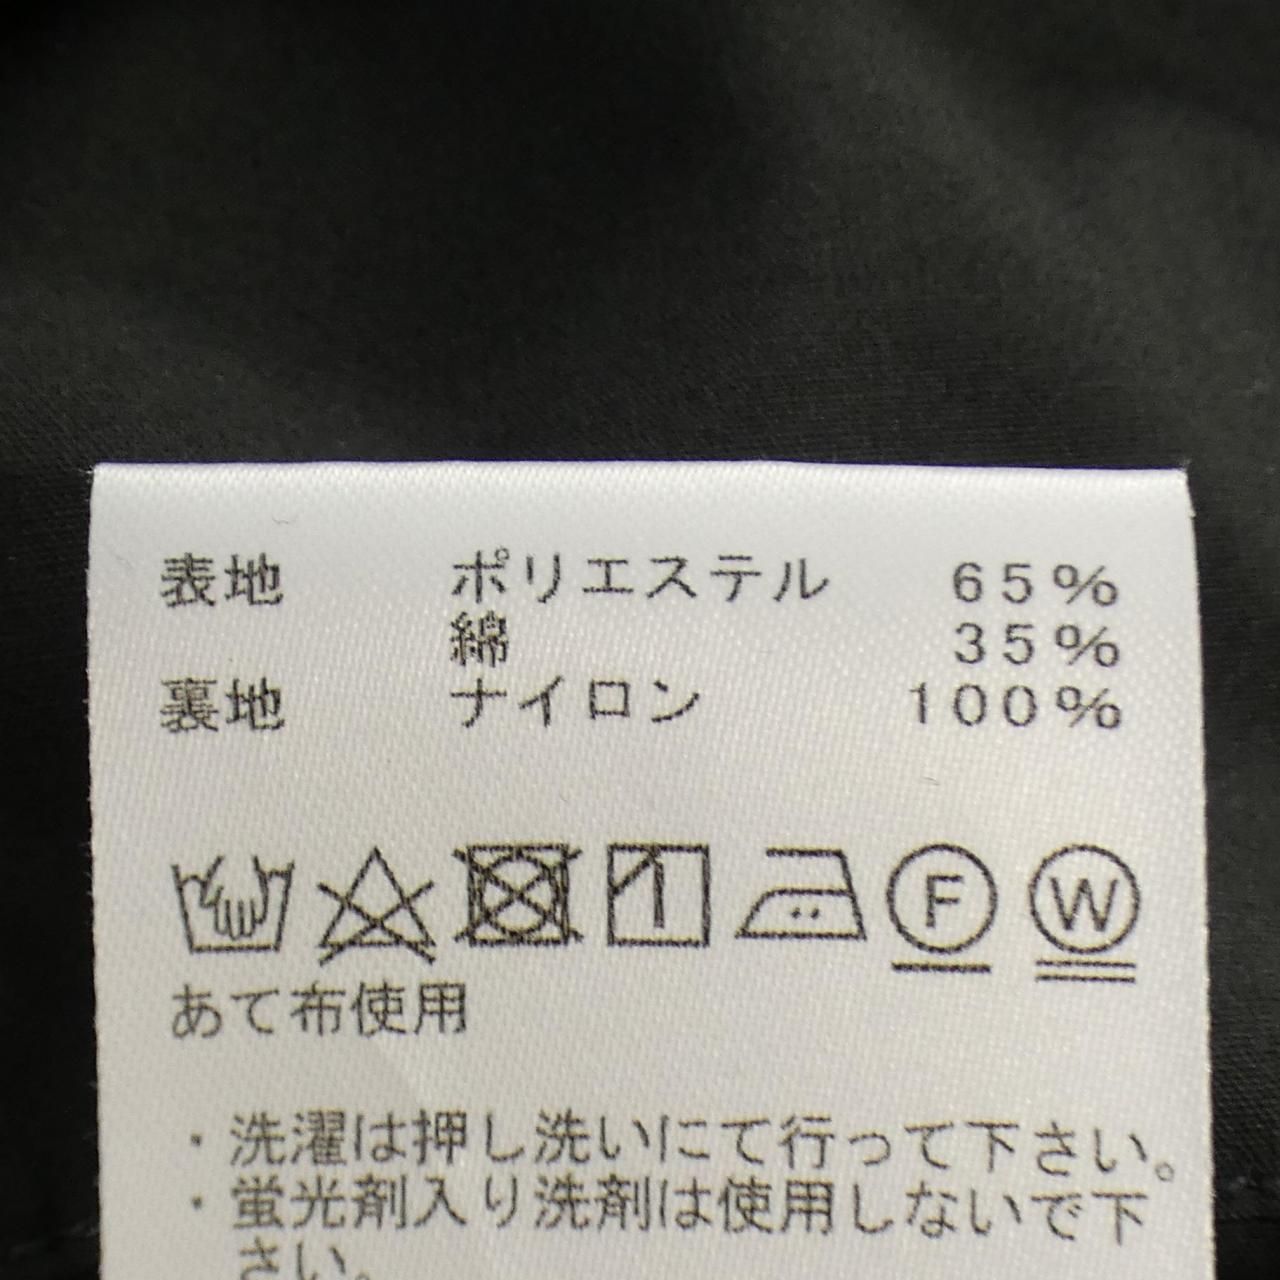 表地 ポリエステル 65%
綿 35%
裏地 ナイロン 100%
F W
あて布使用
・洗濯は押し洗いにて行って下さい。
・蛍光剤入り洗剤は使用しないで下
さい。